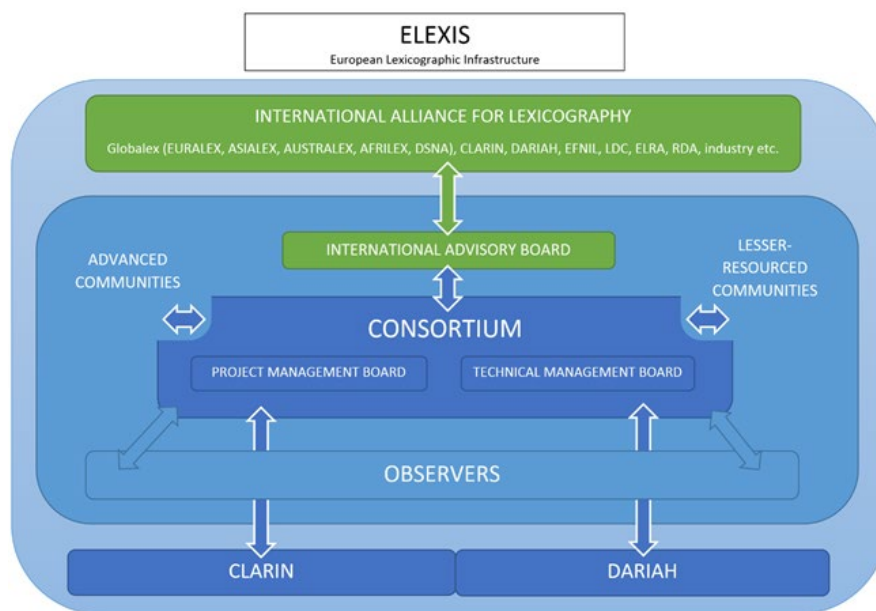 ELEXIS
European Lexicographic Infrastructure
INTERNATIONAL ALLIANCE FOR LEXICOGRAPHY
Globalex (EURALEX, ASIALEX, AUSTRALEX, AFRILEX, DSNA), CLARIN, DARIAH, EFNIL, LDC, ELRA, RDA, industry etc.
INTERNATIONAL ADVISORY BOARD
ADVANCED
COMMUNITIES
LESSER-
RESOURCED
COMMUNITIES
CONSORTIUM
PROJECT MANAGEMENT BOARD
TECHNICAL MANAGEMENT BOARD
OBSERVERS
CLARIN
DARIAH